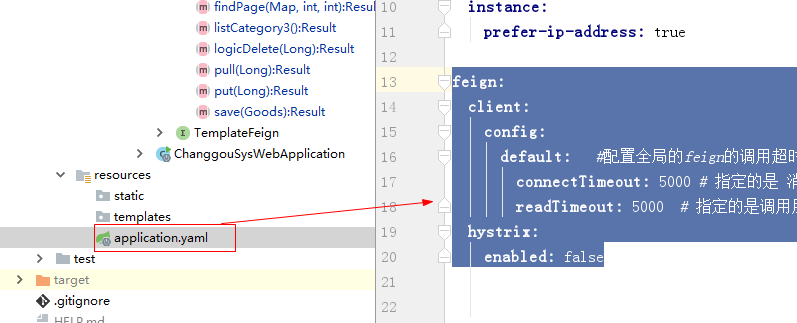 findPage(Map, int, int):Resul
listCategory3():Result
logicDelete(Long):Result
pull(Long):Result
put(Long):Result
save(Goods):Result
TemplateFeign
ChanggouSysWebApplication
resources
static
templates
application.yaml
test
target
.gitignore
HELP.md
10 instance:
11 prefer-ip-address: true
12
13 feign:
14 client:
15 config:
16 default: #配置全局的feign的调用超时
17 connectTimeout: 5000 # 指定的是 消
18 readTimeout: 5000 # 指定的是调用
19 hystrix:
20 enabled: false
21
22